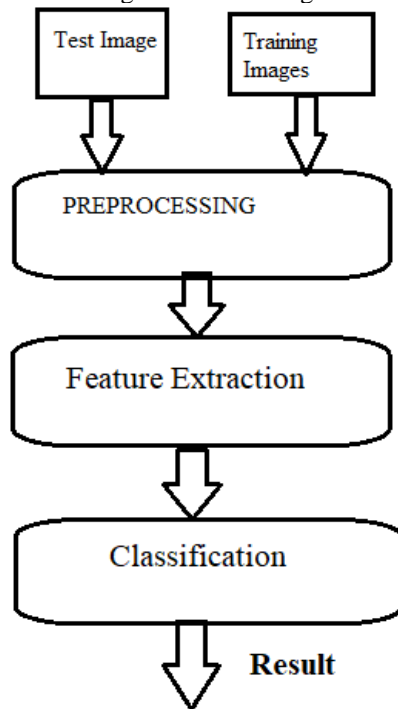 Test Image
Training
Images
PREPROCESSING
Feature Extraction
Classification
Result